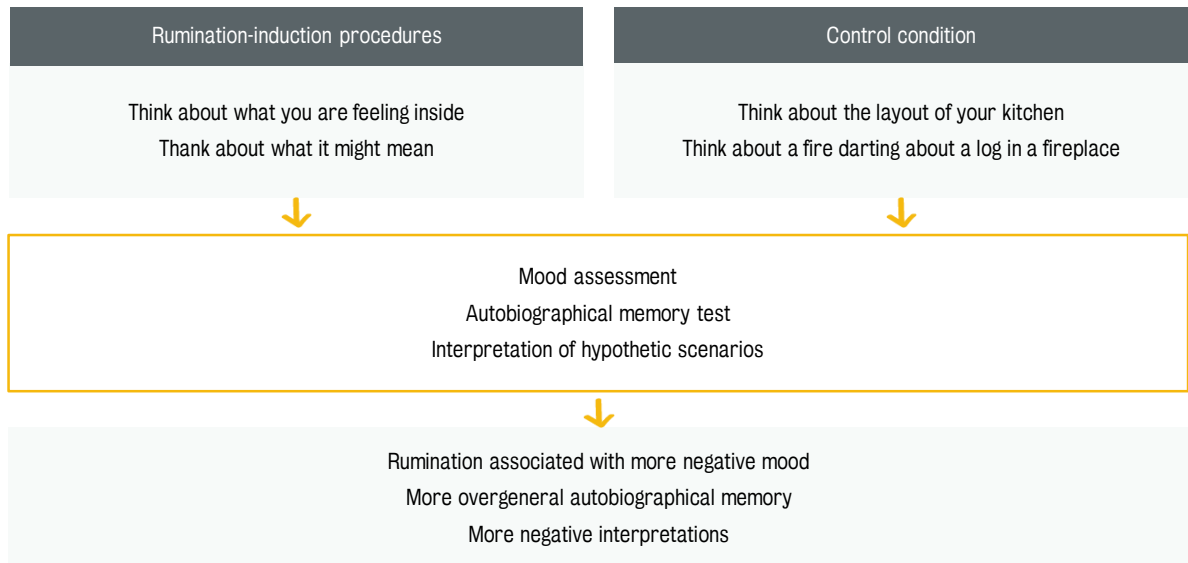 Rumination-induction procedures
Think about what you are feeling inside
Thank about what it might mean
Control condition
Think about the layout of your kitchen
Think about a fire darting about a log in a fireplace
Mood assessment
Autobiographical memory test
Interpretation of hypothetic scenarios
Rumination associated with more negative mood
More overgeneral autobiographical memory
More negative interpretations